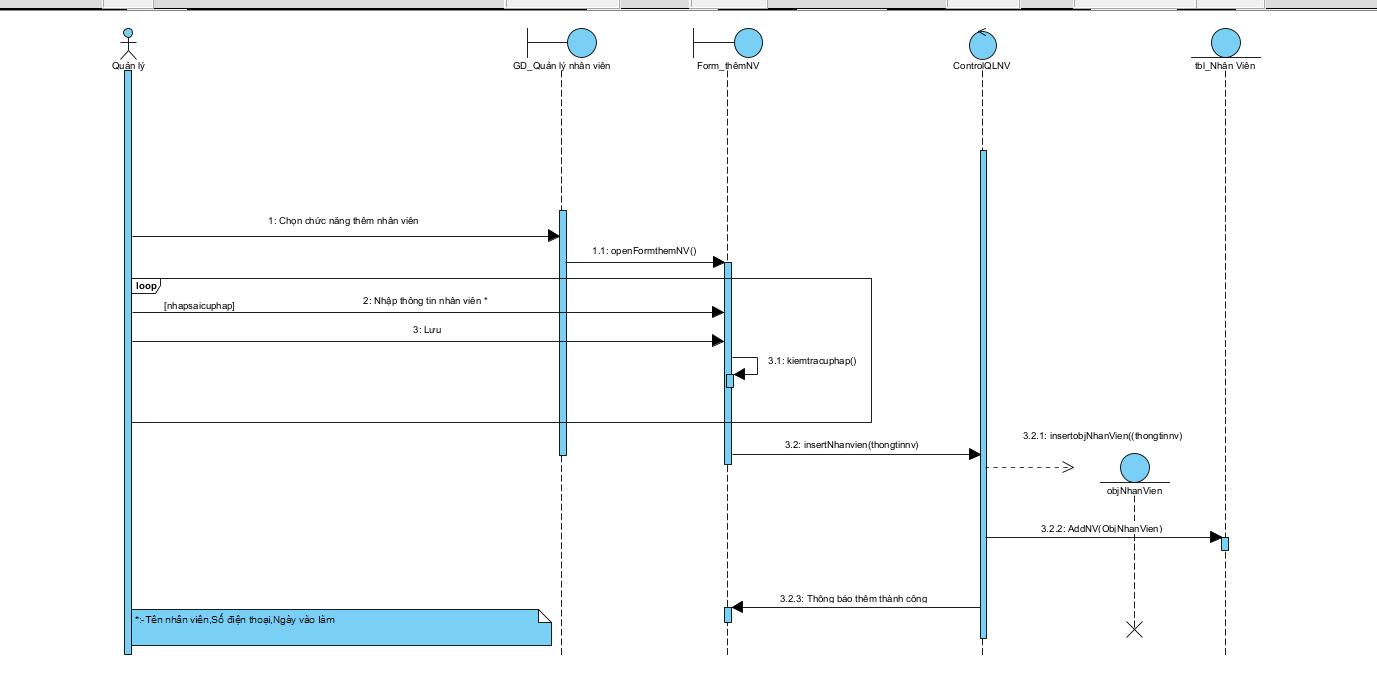 Quản lý
GD_Quản lý nhân viên
Form_thêmNV
ControlQLNV
tbl_Nhân Viên
1: Chọn chức năng thêm nhân viên
1.1: openFormthemNV()
loop
[nhapsaicuphap]
2: Nhập thông tin nhân viên *
3: Lưu
3.1: kiemtracuphap()
3.2: insertNhanvien(thongtinnv)
3.2.1: insertobjNhanVien((thongtinnv)
objNhanVien
3.2.2: AddNV(ObjNhanVien)
3.2.3: Thông báo thêm thành công
*:-Tên nhân viên,Số điện thoại,Ngày vào làm